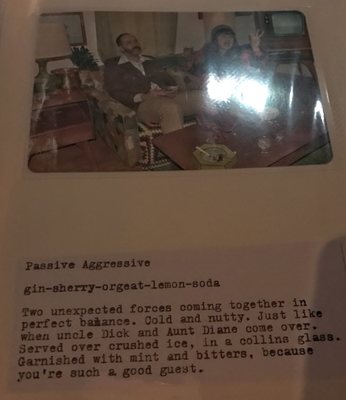 Passive Aggressive
gin-sherry-orgeat-lemon-soda
Two unexpected forces coming together in
perfect balance. Cold and nutty. Just like
when uncle Dick and Aunt Diane come over.
Served over crushed ice, in a collins glass.
Garnished with mint and bitters, because
you're such a good guest.